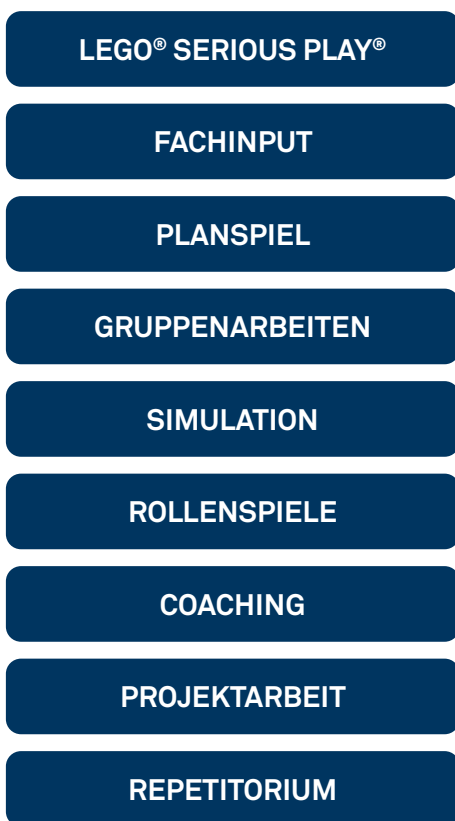 LEGO® SERIOUS PLAY®
FACHINPUT
PLANSPIEL
GRUPPENARBEITEN
SIMULATION
ROLLENSPIELE
COACHING
PROJEKTARBEIT
REPETITORIUM